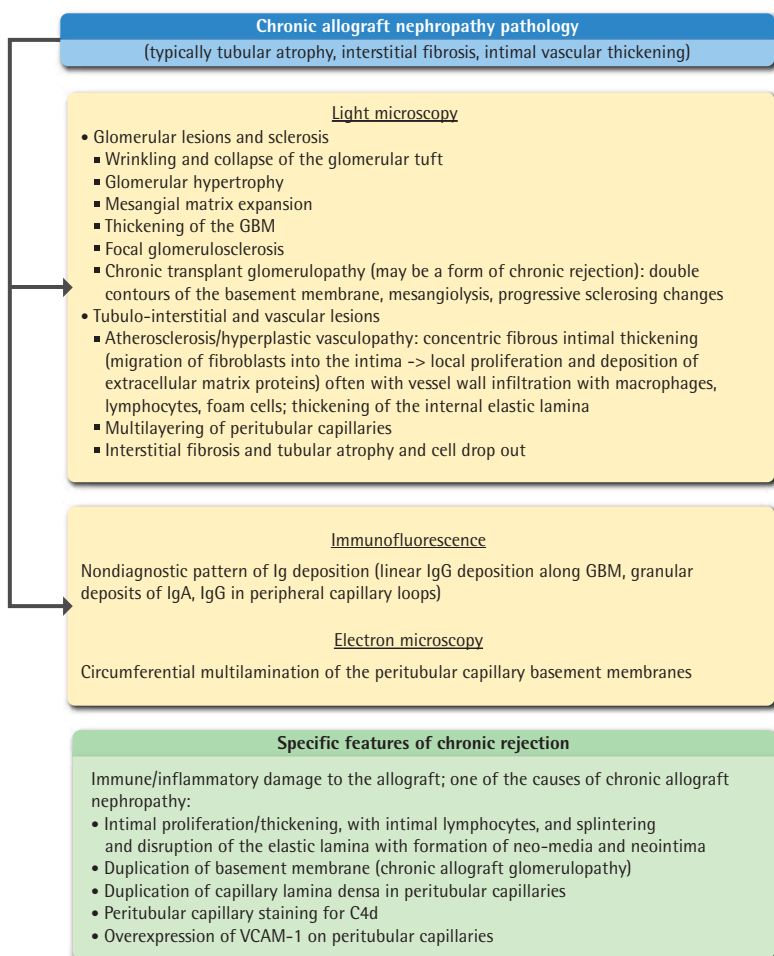 Chronic allograft nephropathy pathology
(typically tubular atrophy, interstitial fibrosis, intimal vascular thickening)
Light microscopy
• Glomerular lesions and sclerosis
▪ Wrinkling and collapse of the glomerular tuft
▪ Glomerular hypertrophy
▪ Mesangial matrix expansion
▪ Thickening of the GBM
▪ Focal glomerulosclerosis
▪ Chronic transplant glomerulopathy (may be a form of chronic rejection): double
contours of the basement membrane, mesangiolysis, progressive sclerosing changes
• Tubulo-interstitial and vascular lesions
▪ Atherosclerosis/hyperplastic vasculopathy: concentric fibrous intimal thickening
(migration of fibroblasts into the intima -> local proliferation and deposition of
extracellular matrix proteins) often with vessel wall infiltration with macrophages,
lymphocytes, foam cells; thickening of the internal elastic lamina
▪ Multilayering of peritubular capillaries
▪ Interstitial fibrosis and tubular atrophy and cell drop out
Immunofluorescence
Nondiagnostic pattern of Ig deposition (linear IgG deposition along GBM, granular
deposits of IgA, IgG in peripheral capillary loops)
Electron microscopy
Circumferential multilamination of the peritubular capillary basement membranes
Specific features of chronic rejection
Immune/inflammatory damage to the allograft; one of the causes of chronic allograft
nephropathy:
• Intimal proliferation/thickening, with intimal lymphocytes, and splintering
and disruption of the elastic lamina with formation of neo-media and neointima
• Duplication of basement membrane (chronic allograft glomerulopathy)
• Duplication of capillary lamina densa in peritubular capillaries
• Peritubular capillary staining for C4d
• Overexpression of VCAM-1 on peritubular capillaries